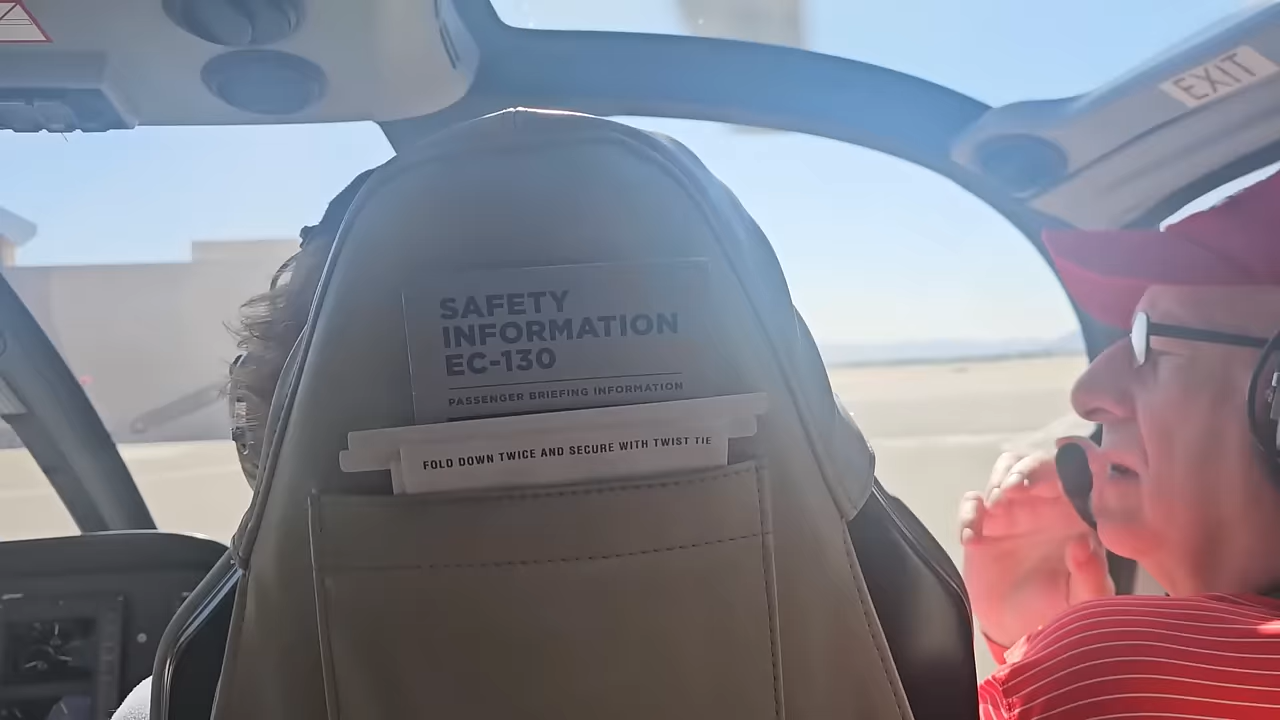 EXIT
SAFETY
INFORMATION
EC-130
PASSENGER BRIEFING INFORMATION
FOLD DOWN TWICE AND SECURE WITH TWIST TIE